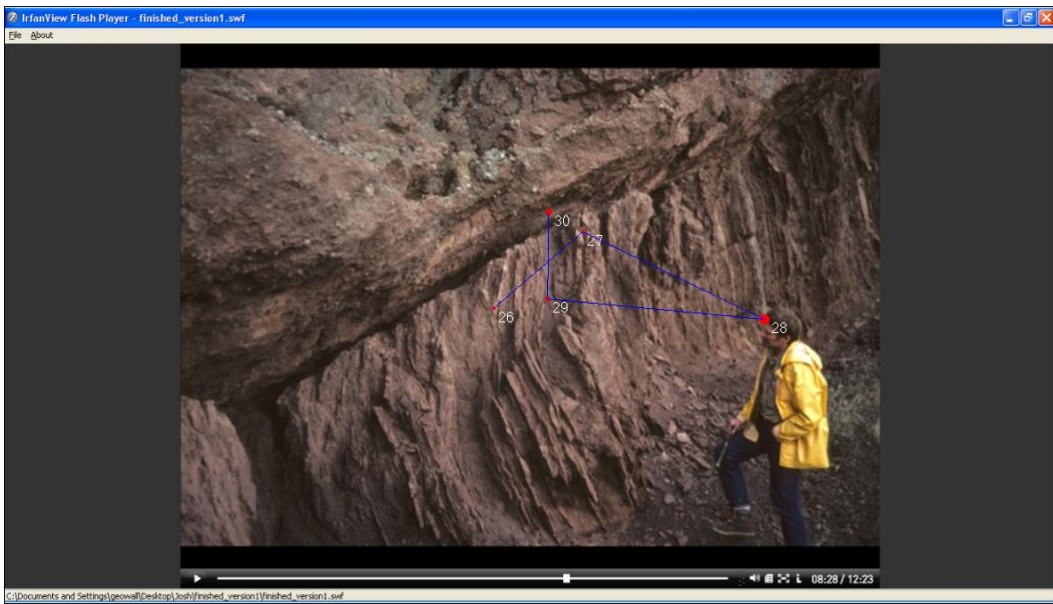 IrfanView Flash Player - finished_version1.swf
File About
30
27
26
29
28
08:28 / 12:23
C:\Documents and Settings\geowall\Desktop\Josh\finished_version1\finished_version1.swf